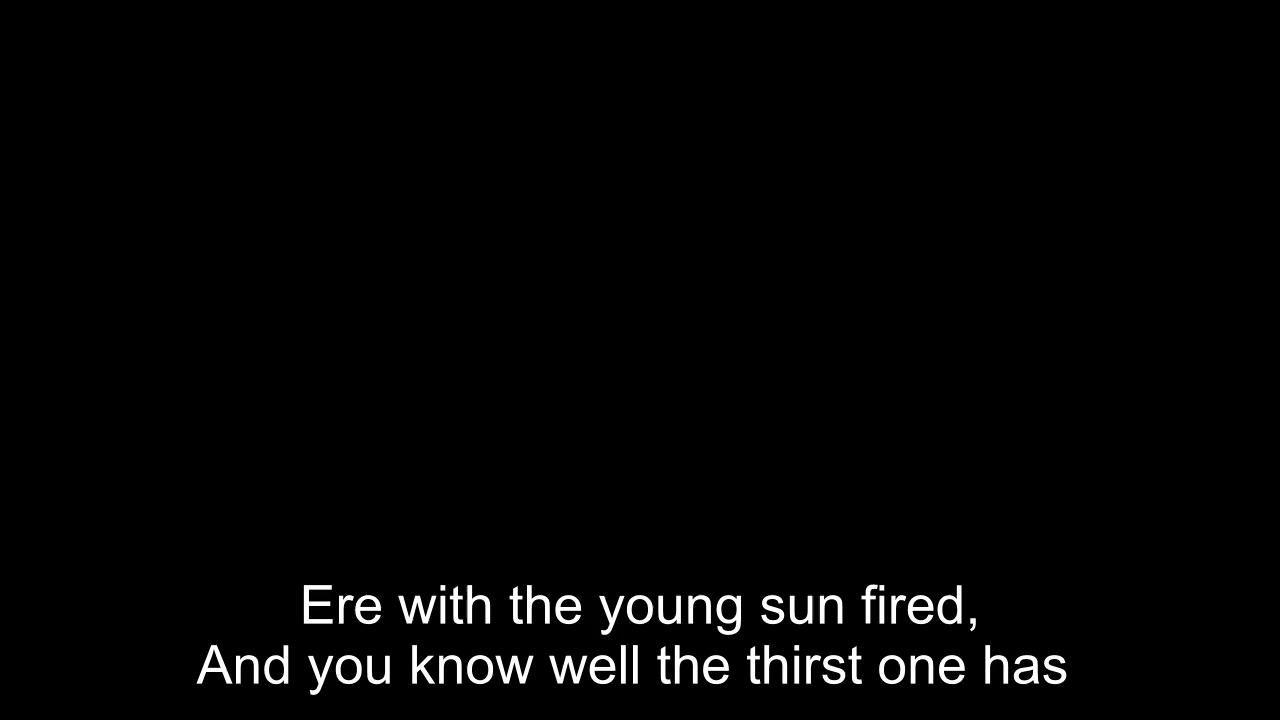 Ere with the young sun fired,
And you know well the thirst one has